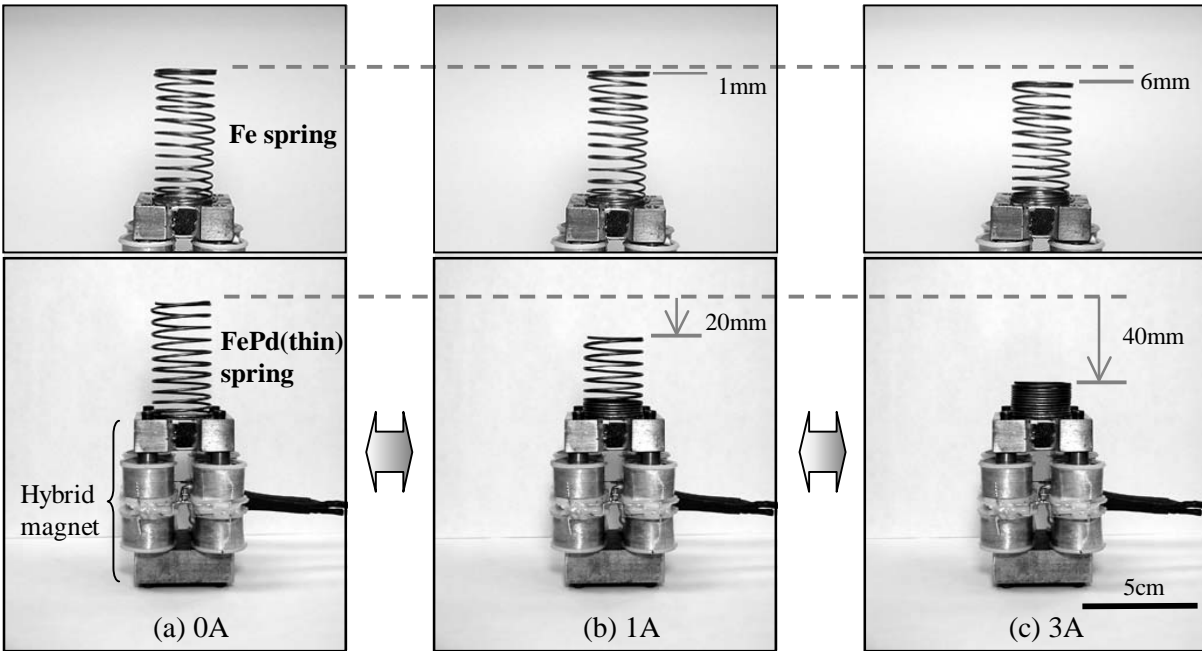 Fe spring
1mm
6mm
FePd(thin)
spring
20mm
40mm
Hybrid
magnet
5cm
(a) 0A
(b) 1A
(c) 3A